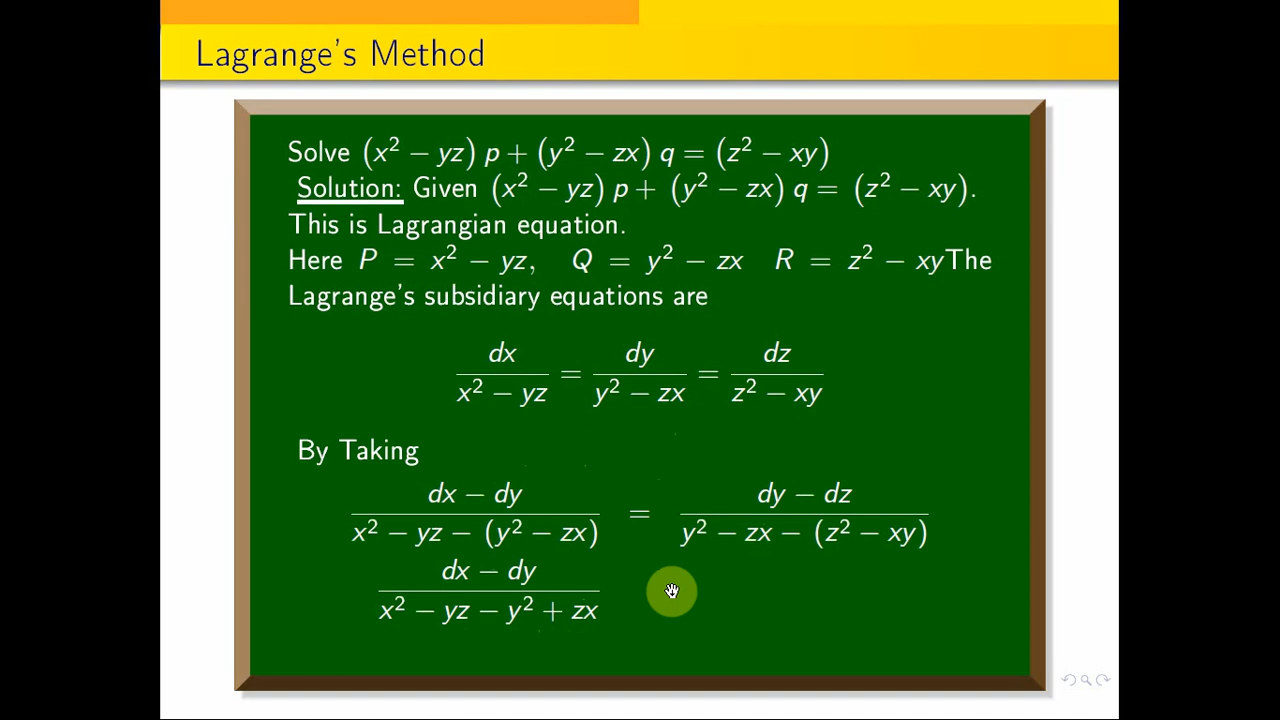 Lagrange's Method
Solve (x² − yz) p + (y² − zx) q = (z² − xy)
Solution: Given (x² − yz) p + (y² − zx) q = (z² − xy).
This is Lagrangian equation.
Here P = x² − yz, Q = y² − zx R = z² − xyThe
Lagrange's subsidiary equations are
dx/(x² − yz) = dy/(y² − zx) = dz/(z² − xy)
By Taking
(dx − dy)/(x² − yz − (y² − zx)) = (dy − dz)/(y² − zx − (z² − xy))
(dx − dy)/(x² − yz − y² + zx)